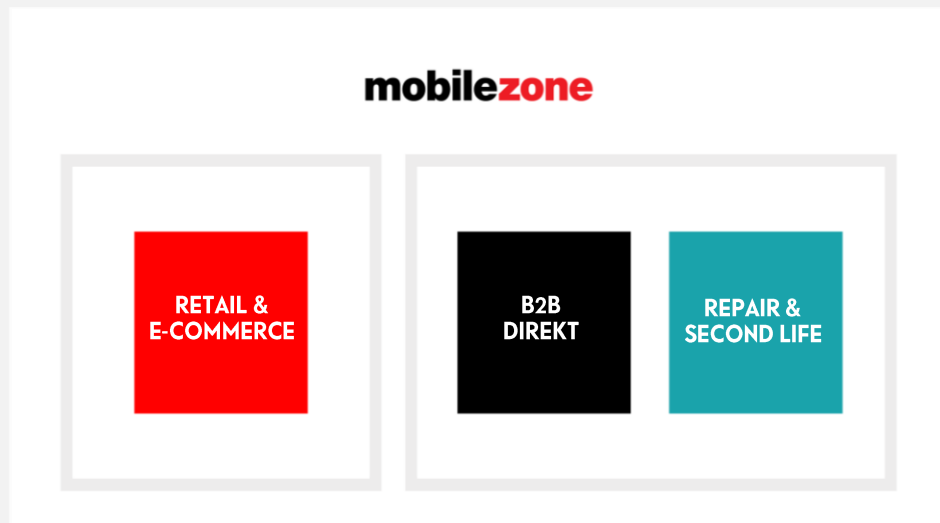 mobilezone
RETAIL &
E-COMMERCE
B2B
DIREKT
REPAIR &
SECOND LIFE